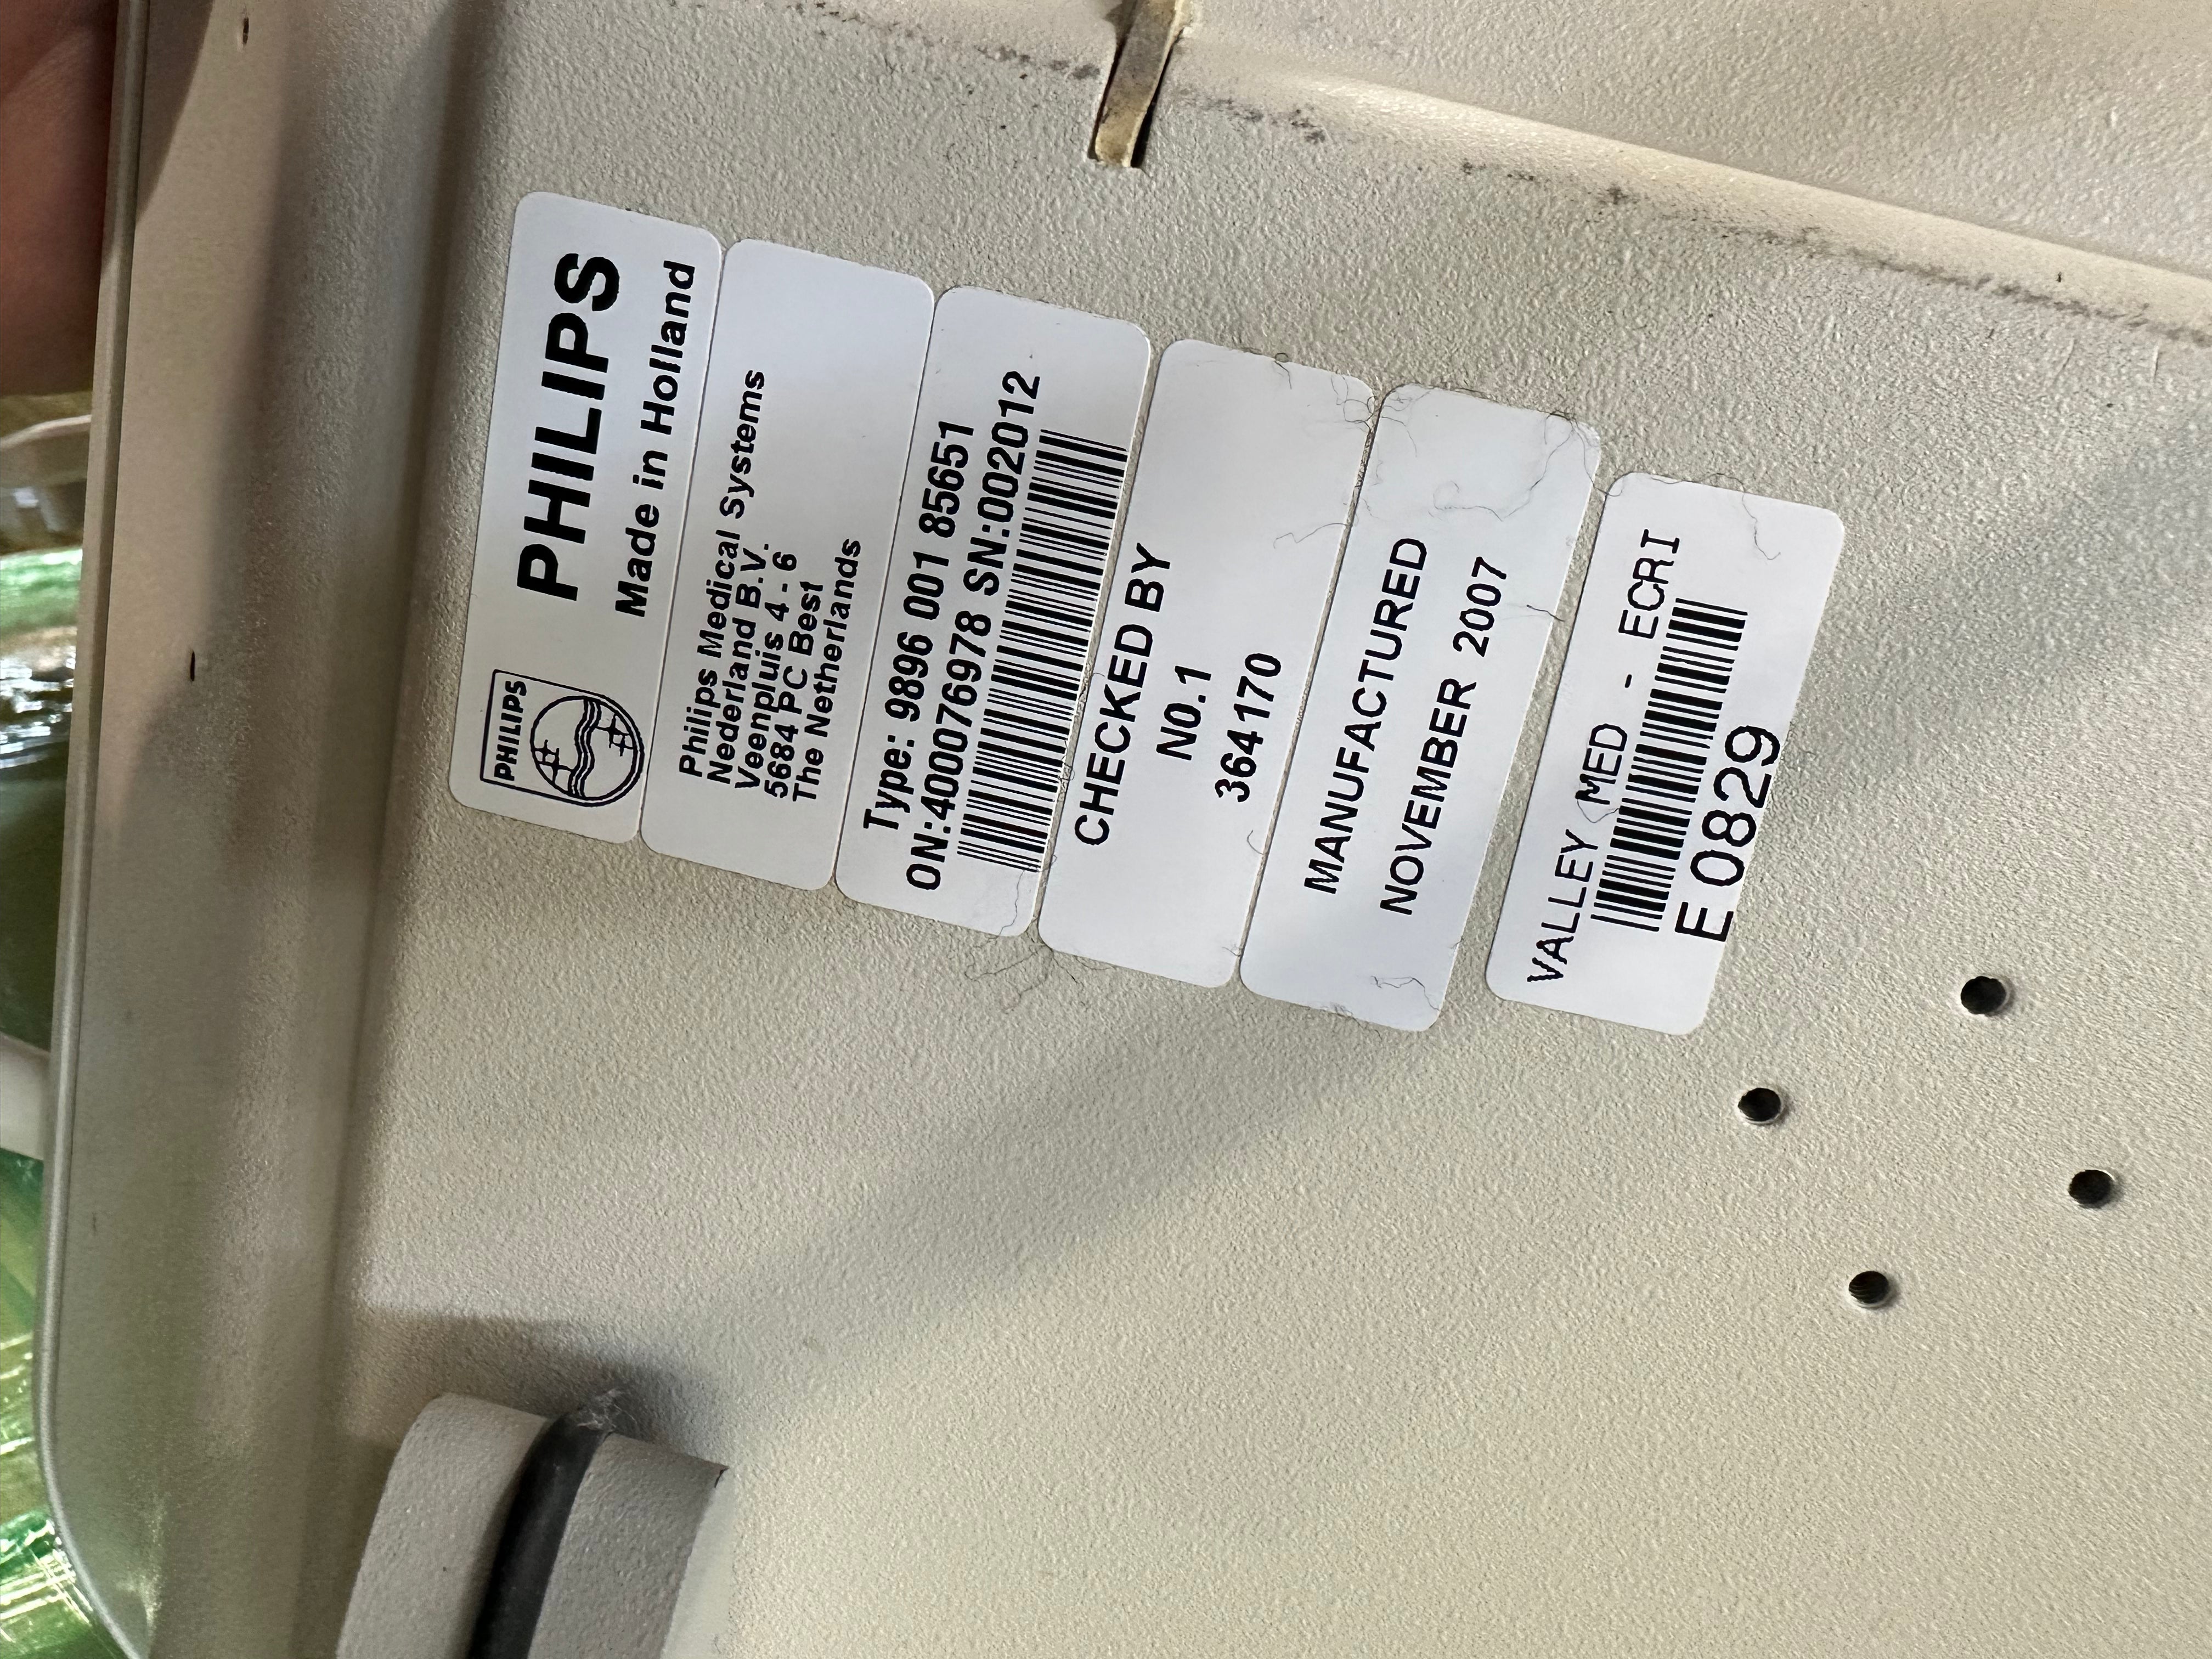 PHILIPS
PHILIPS
Made in Holland
Philips Medical Systems
Nederland B.V.
Veenpluis 4 - 6
5684 PC Best
The Netherlands
Type: 9896 001 85651
ON:400076978 SN:002012
CHECKED BY
NO.1
364170
MANUFACTURED
NOVEMBER 2007
VALLEY MED - ECRI
E 0829